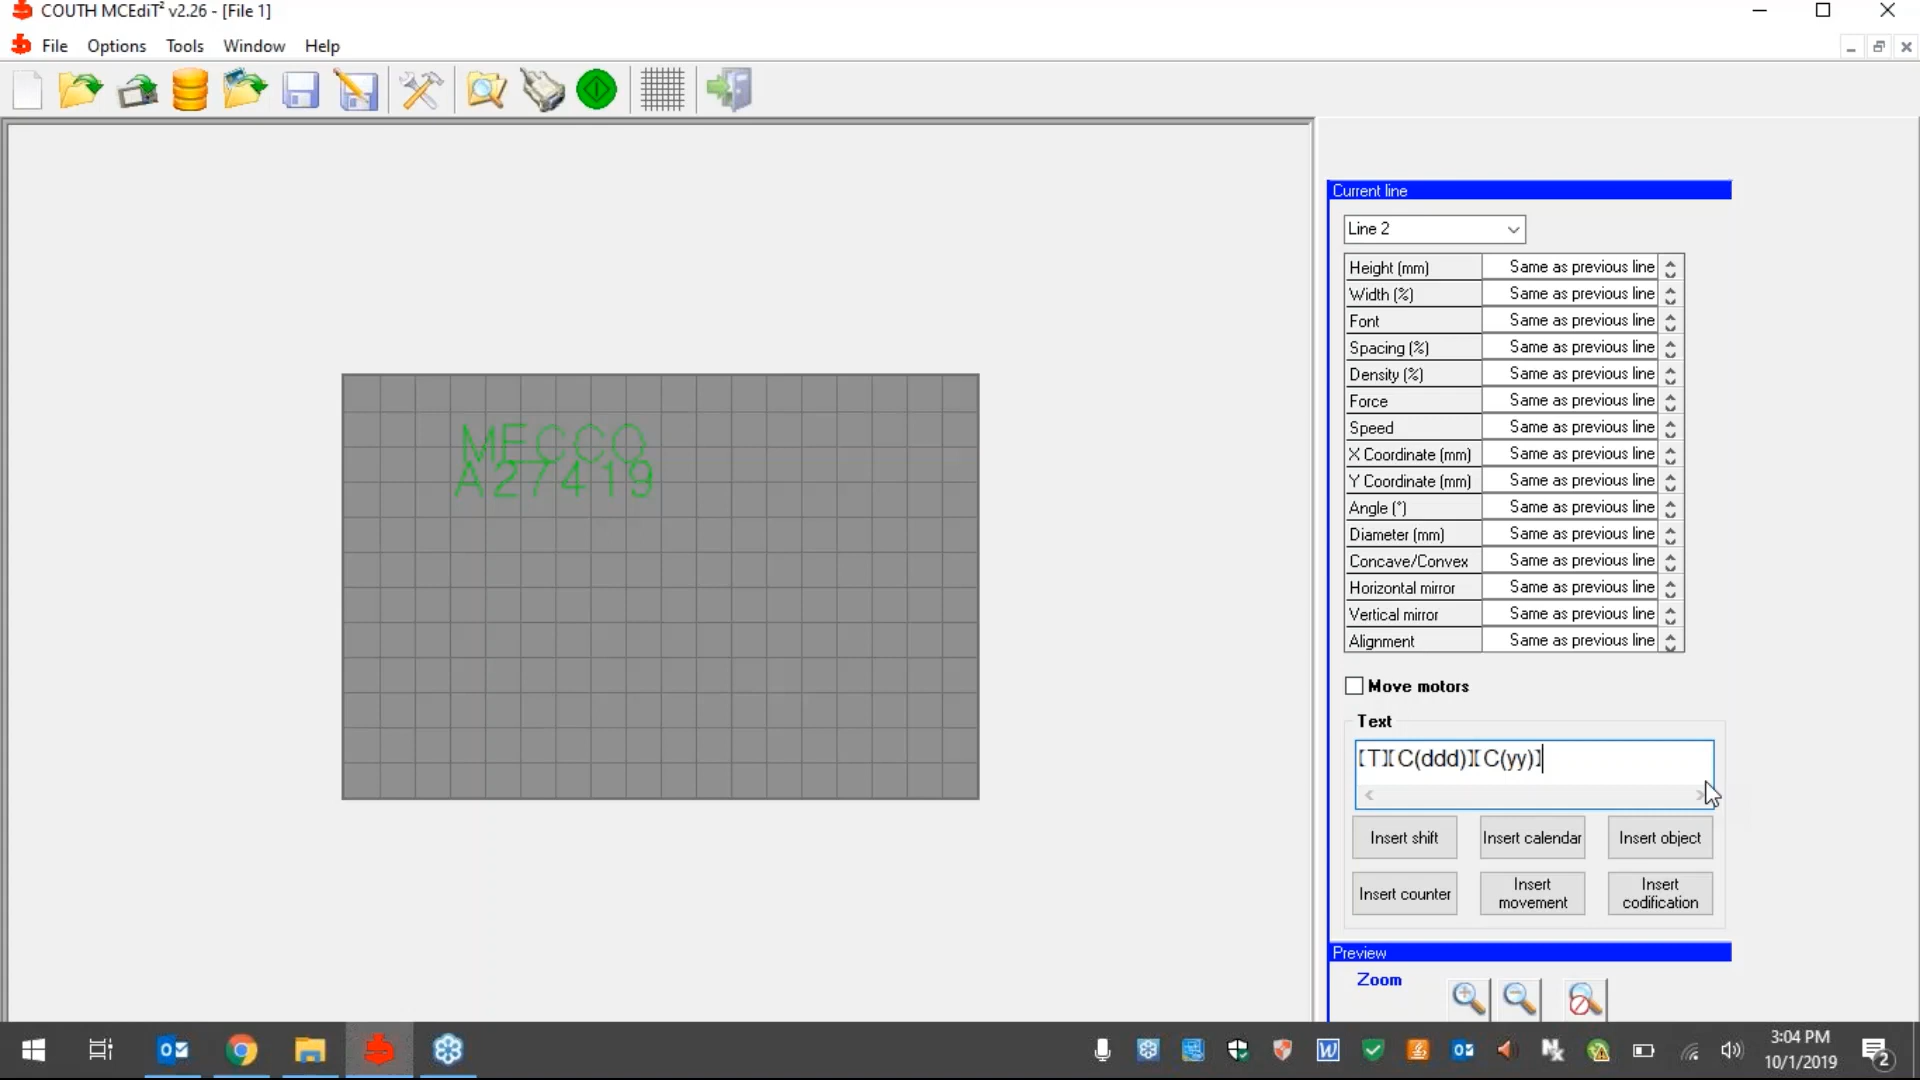 COUTH MCEdiT² v2.26 - [File 1]
File Options Tools Window Help
MECCO
A27419
Current line
Line 2
Height (mm) Same as previous line
Width (%) Same as previous line
Font Same as previous line
Spacing (%) Same as previous line
Density (%) Same as previous line
Force Same as previous line
Speed Same as previous line
X Coordinate (mm) Same as previous line
Y Coordinate (mm) Same as previous line
Angle (°) Same as previous line
Diameter (mm) Same as previous line
Concave/Convex Same as previous line
Horizontal mirror Same as previous line
Vertical mirror Same as previous line
Alignment Same as previous line
Move motors
Text
[T][C(ddd)][C(yy)]
Insert shift Insert calendar Insert object
Insert counter Insert movement Insert codification
Preview
Zoom
3:04 PM
10/1/2019
2